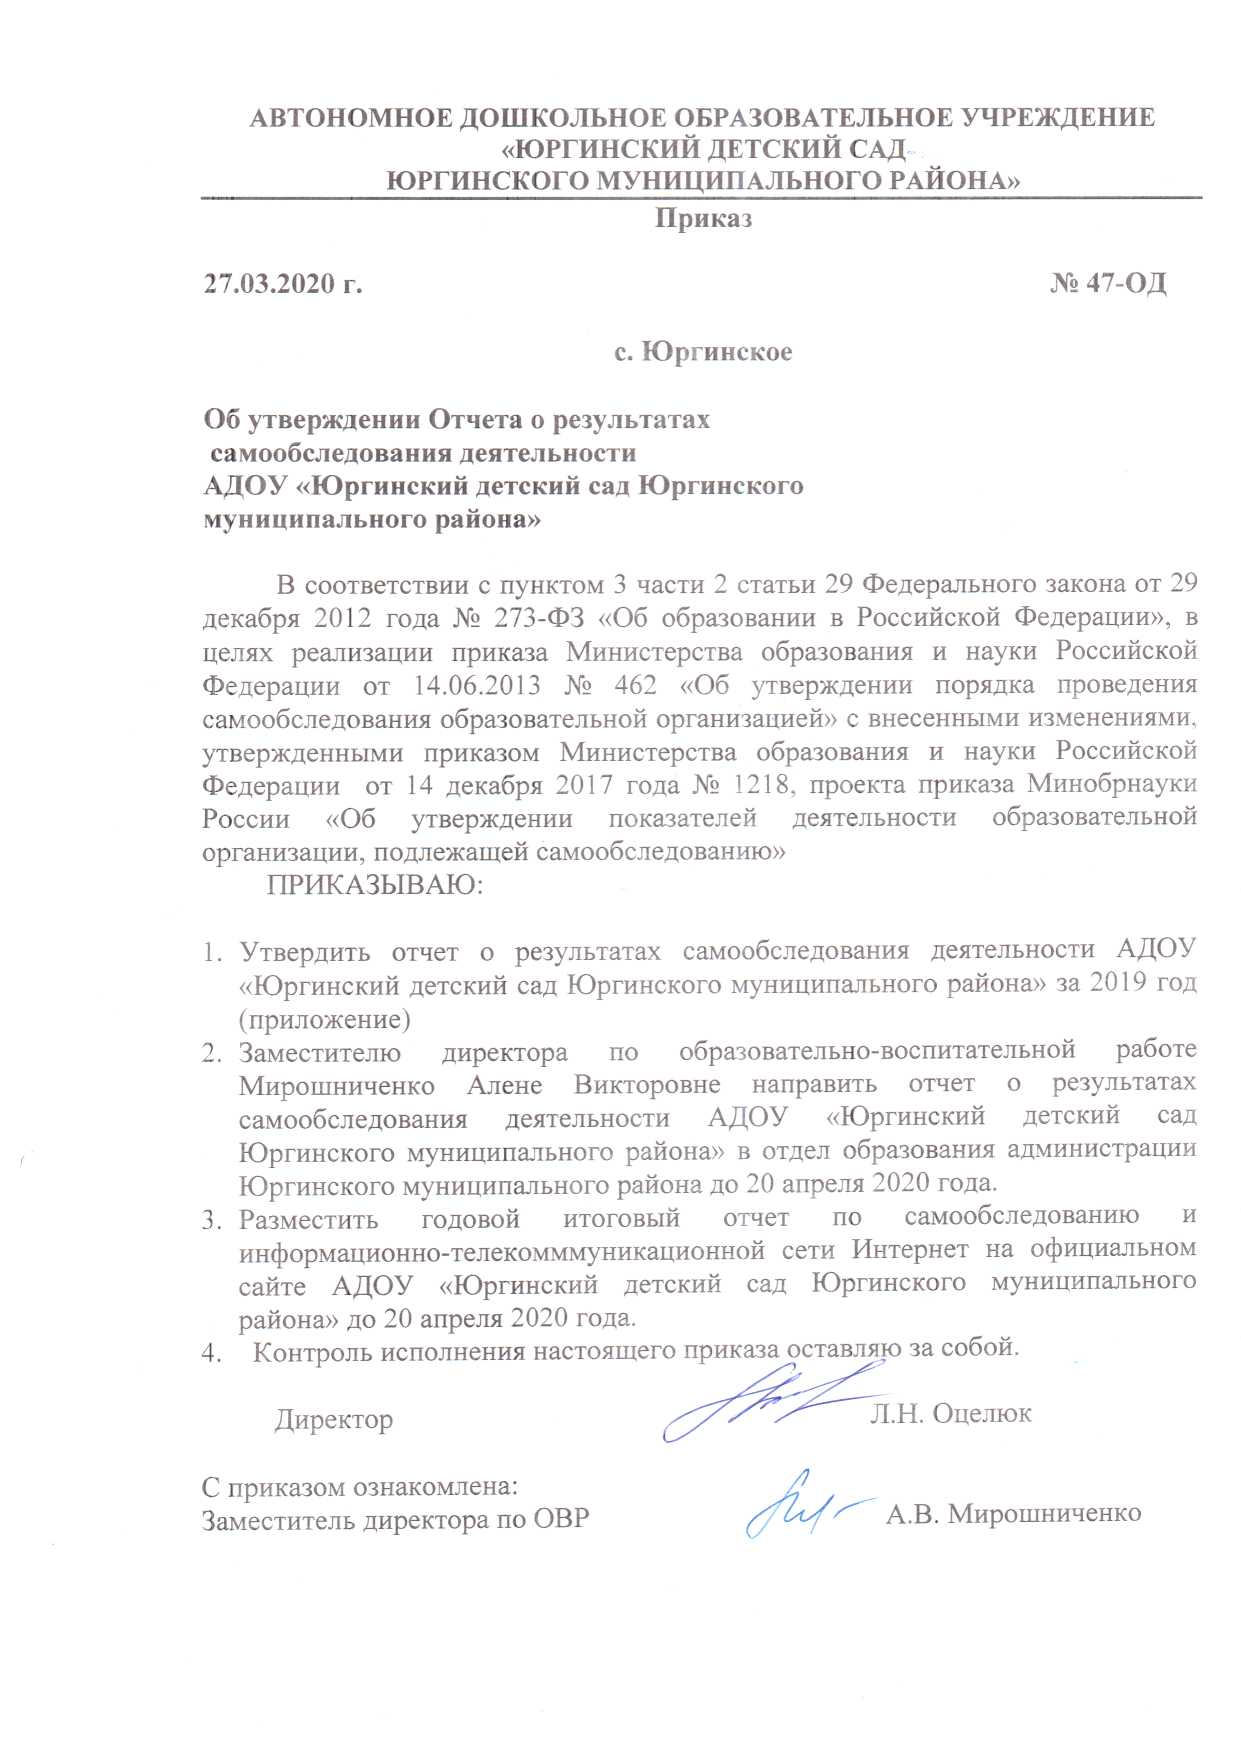 АВТОНОМНОЕ ДОШКОЛЬНОЕ ОБРАЗОВАТЕЛЬНОЕ УЧРЕЖДЕНИЕ
«ЮРГИНСКИЙ ДЕТСКИЙ САД
ЮРГИНСКОГО МУНИЦИПАЛЬНОГО РАЙОНА»
Приказ
27.03.2020 г. № 47-ОД
с. Юргинское
Об утверждении Отчета о результатах
самообследования деятельности
АДОУ «Юргинский детский сад Юргинского
муниципального района»
В соответствии с пунктом 3 части 2 статьи 29 Федерального закона от 29
декабря 2012 года № 273-ФЗ «Об образовании в Российской Федерации», в
целях реализации приказа Министерства образования и науки Российской
Федерации от 14.06.2013 № 462 «Об утверждении порядка проведения
самообследования образовательной организацией» с внесенными изменениями,
утвержденными приказом Министерства образования и науки Российской
Федерации от 14 декабря 2017 года № 1218, проекта приказа Минобрнауки
России «Об утверждении показателей деятельности образовательной
организации, подлежащей самообследованию»
ПРИКАЗЫВАЮ:
1. Утвердить отчет о результатах самообследования деятельности АДОУ
«Юргинский детский сад Юргинского муниципального района» за 2019 год
(приложение)
2. Заместителю директора по образовательно-воспитательной работе
Мирошниченко Алене Викторовне направить отчет о результатах
самообследования деятельности АДОУ «Юргинский детский сад
Юргинского муниципального района» в отдел образования администрации
Юргинского муниципального района до 20 апреля 2020 года.
3. Разместить годовой итоговый отчет по самообследованию и
информационно-телекомммуникационной сети Интернет на официальном
сайте АДОУ «Юргинский детский сад Юргинского муниципального
района» до 20 апреля 2020 года.
4. Контроль исполнения настоящего приказа оставляю за собой.
Директор Л.Н. Оцелюк
С приказом ознакомлена:
Заместитель директора по ОВР А.В. Мирошниченко